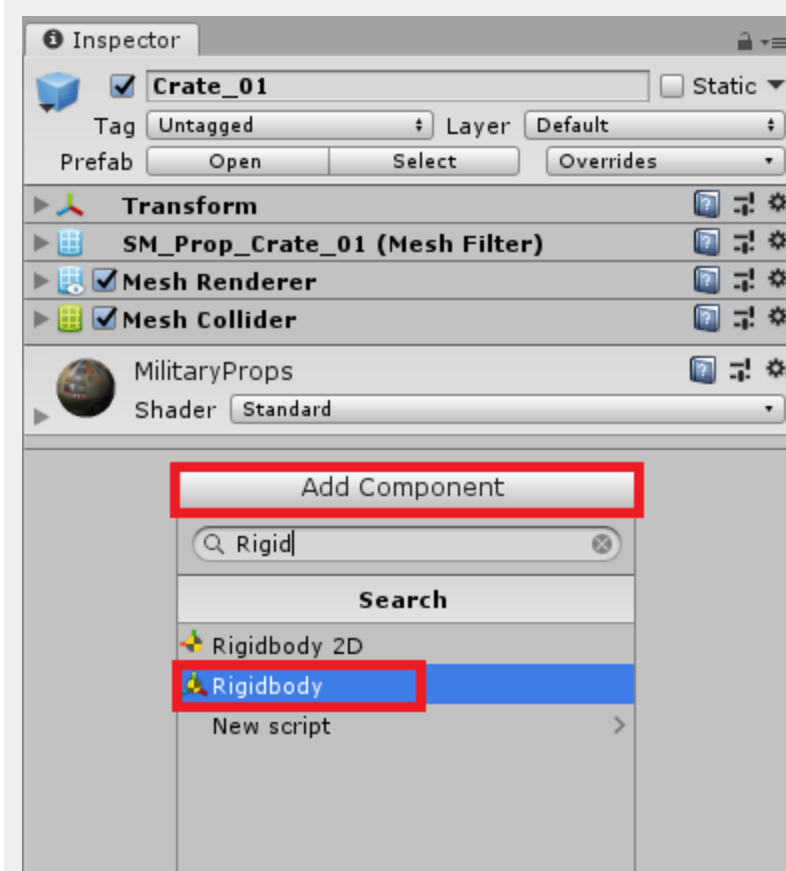 Inspector
Crate_01 Static
Tag Untagged Layer Default
Prefab Open Select Overrides
Transform
SM_Prop_Crate_01 (Mesh Filter)
Mesh Renderer
Mesh Collider
MilitaryProps
Shader Standard
Add Component
Rigid
Search
Rigidbody 2D
Rigidbody
New script